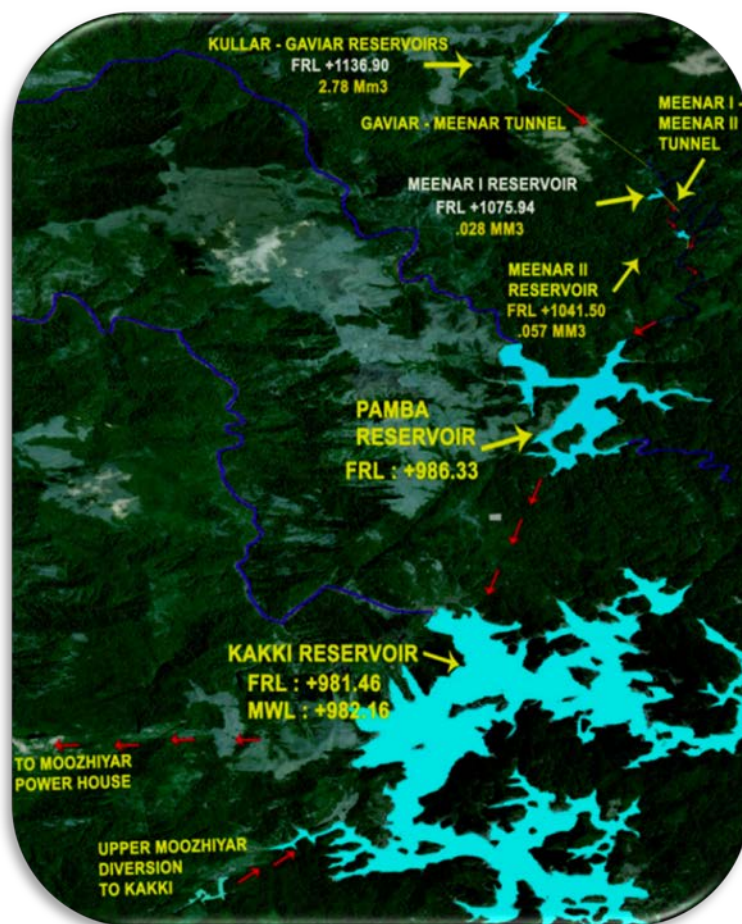 KULLAR - GAVIAR RESERVOIRS
FRL +1136.90
2.78 Mm3
GAVIAR - MEENAR TUNNEL
MEENAR I -
MEENAR II
TUNNEL
MEENAR I RESERVOIR
FRL +1075.94
.028 MM3
MEENAR II
RESERVOIR
FRL +1041.50
.057 MM3
PAMBA
RESERVOIR
FRL : +986.33
KAKKI RESERVOIR
FRL : +981.46
MWL : +982.16
TO MOOZHIYAR
POWER HOUSE
UPPER MOOZHIYAR
DIVERSION
TO KAKKI